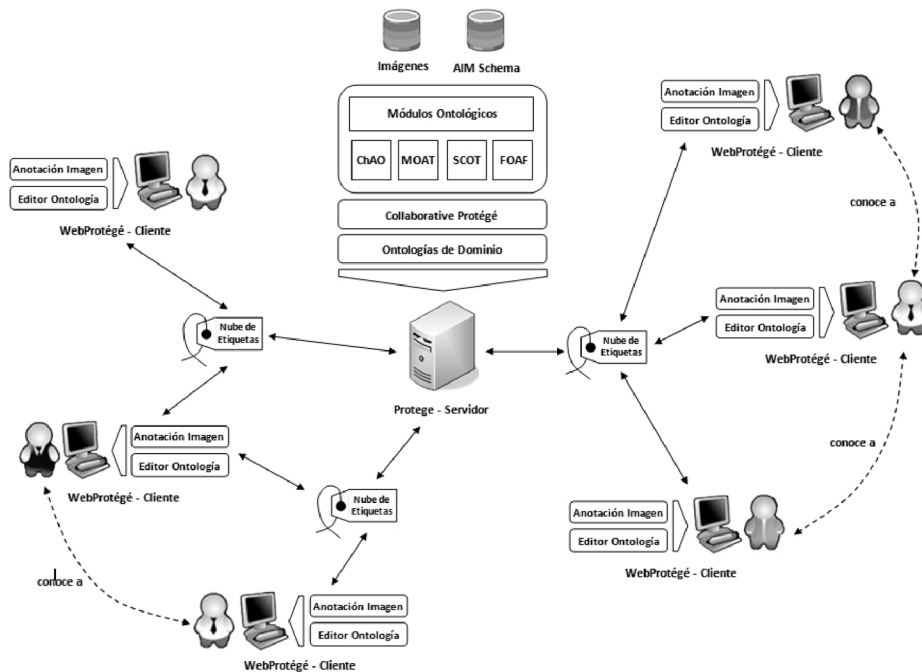 Imágenes
AIM Schema
Módulos Ontológicos
ChAO
MOAT
SCOT
FOAF
Collaborative Protégé
Ontologías de Dominio
Anotación Imagen
Editor Ontología
WebProtégé - Cliente
Anotación Imagen
Editor Ontología
WebProtégé - Cliente
conoce a
Anotación Imagen
Editor Ontología
WebProtégé - Cliente
Nube de
Etiquetas
Nube de
Etiquetas
Protege - Servidor
Anotación Imagen
Editor Ontología
WebProtégé - Cliente
conoce a
Nube de
Etiquetas
Anotación Imagen
Editor Ontología
WebProtégé - Cliente
conoce a
Anotación Imagen
Editor Ontología
WebProtégé - Cliente